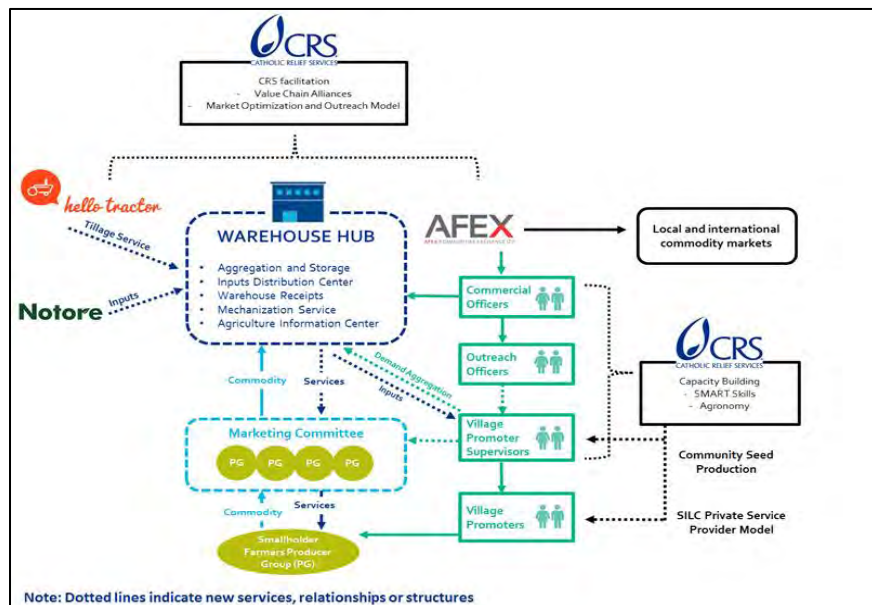 CRS
CATHOLIC RELIEF SERVICES
CRS facilitation
- Value Chain Alliances
- Market Optimization and Outreach Model
hello tractor
Tillage Service
Notore
Inputs
WAREHOUSE HUB
• Aggregation and Storage
• Inputs Distribution Center
• Warehouse Receipts
• Mechanization Service
• Agriculture Information Center
AFEX
Local and international
commodity markets
Commercial
Officers
Outreach
Officers
Demand Aggregation
Inputs
Commodity
Services
Marketing Committee
PG PG PG PG
Village
Promoter
Supervisors
Commodity
Services
Village
Promoters
Smallholder
Farmers Producer
Group (PG)
CRS
CATHOLIC RELIEF SERVICES
Capacity Building
- SMART Skills
- Agronomy
Community Seed
Production
SILC Private Service
Provider Model
Note: Dotted lines indicate new services, relationships or structures